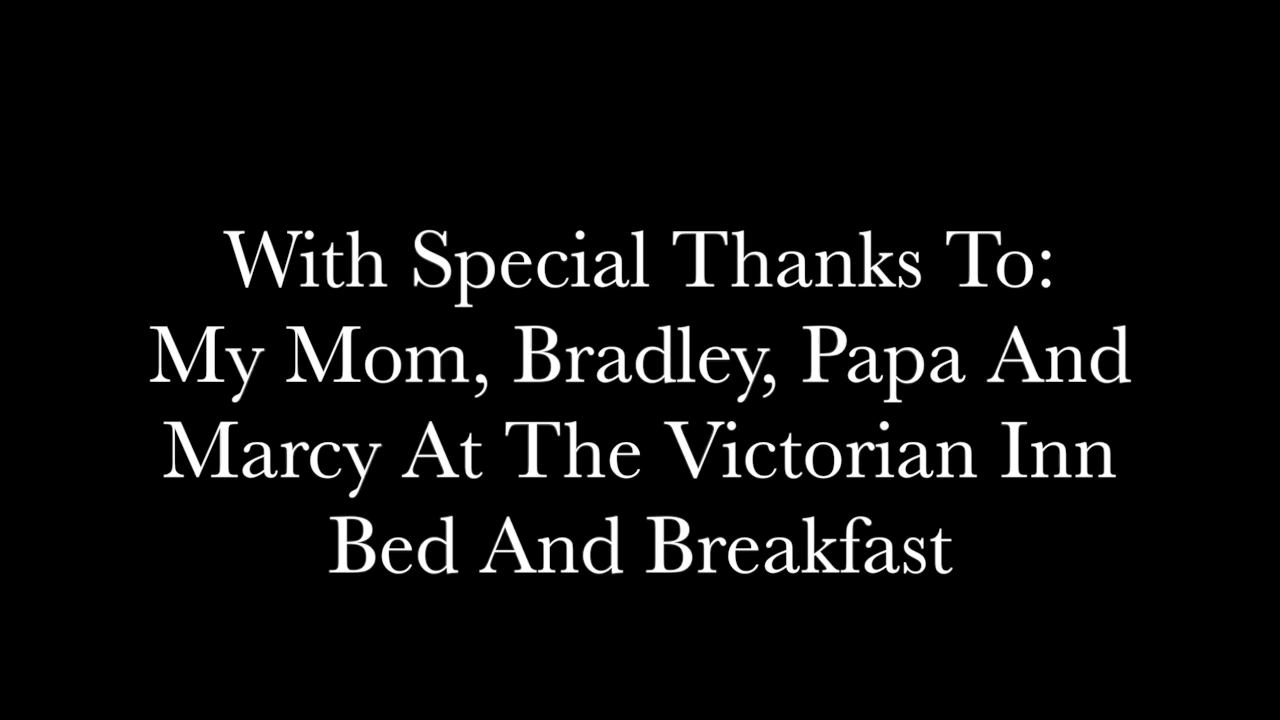 With Special Thanks To:
My Mom, Bradley, Papa And
Marcy At The Victorian Inn
Bed And Breakfast